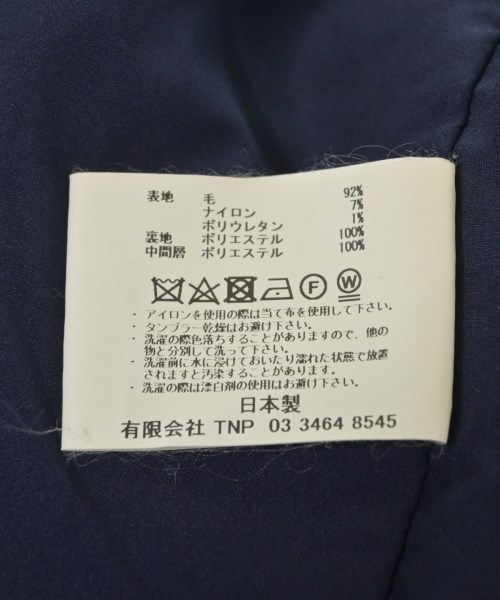 表地 毛 92%
ナイロン 7%
ポリウレタン 1%
裏地 ポリエステル 100%
中間層 ポリエステル 100%
F W
・アイロンを使用の際は当て布を使用して下さい。
・タンブラー乾燥はお避け下さい。
・洗濯の際色落ちすることがありますので、他の
物と分別して洗って下さい。
・洗濯前に水に浸けておいたり濡れた状態で放置
されますと汚染することがあります。
・洗濯の際は漂白剤の使用はお避け下さい。
日本製
有限会社 TNP 03 3464 8545